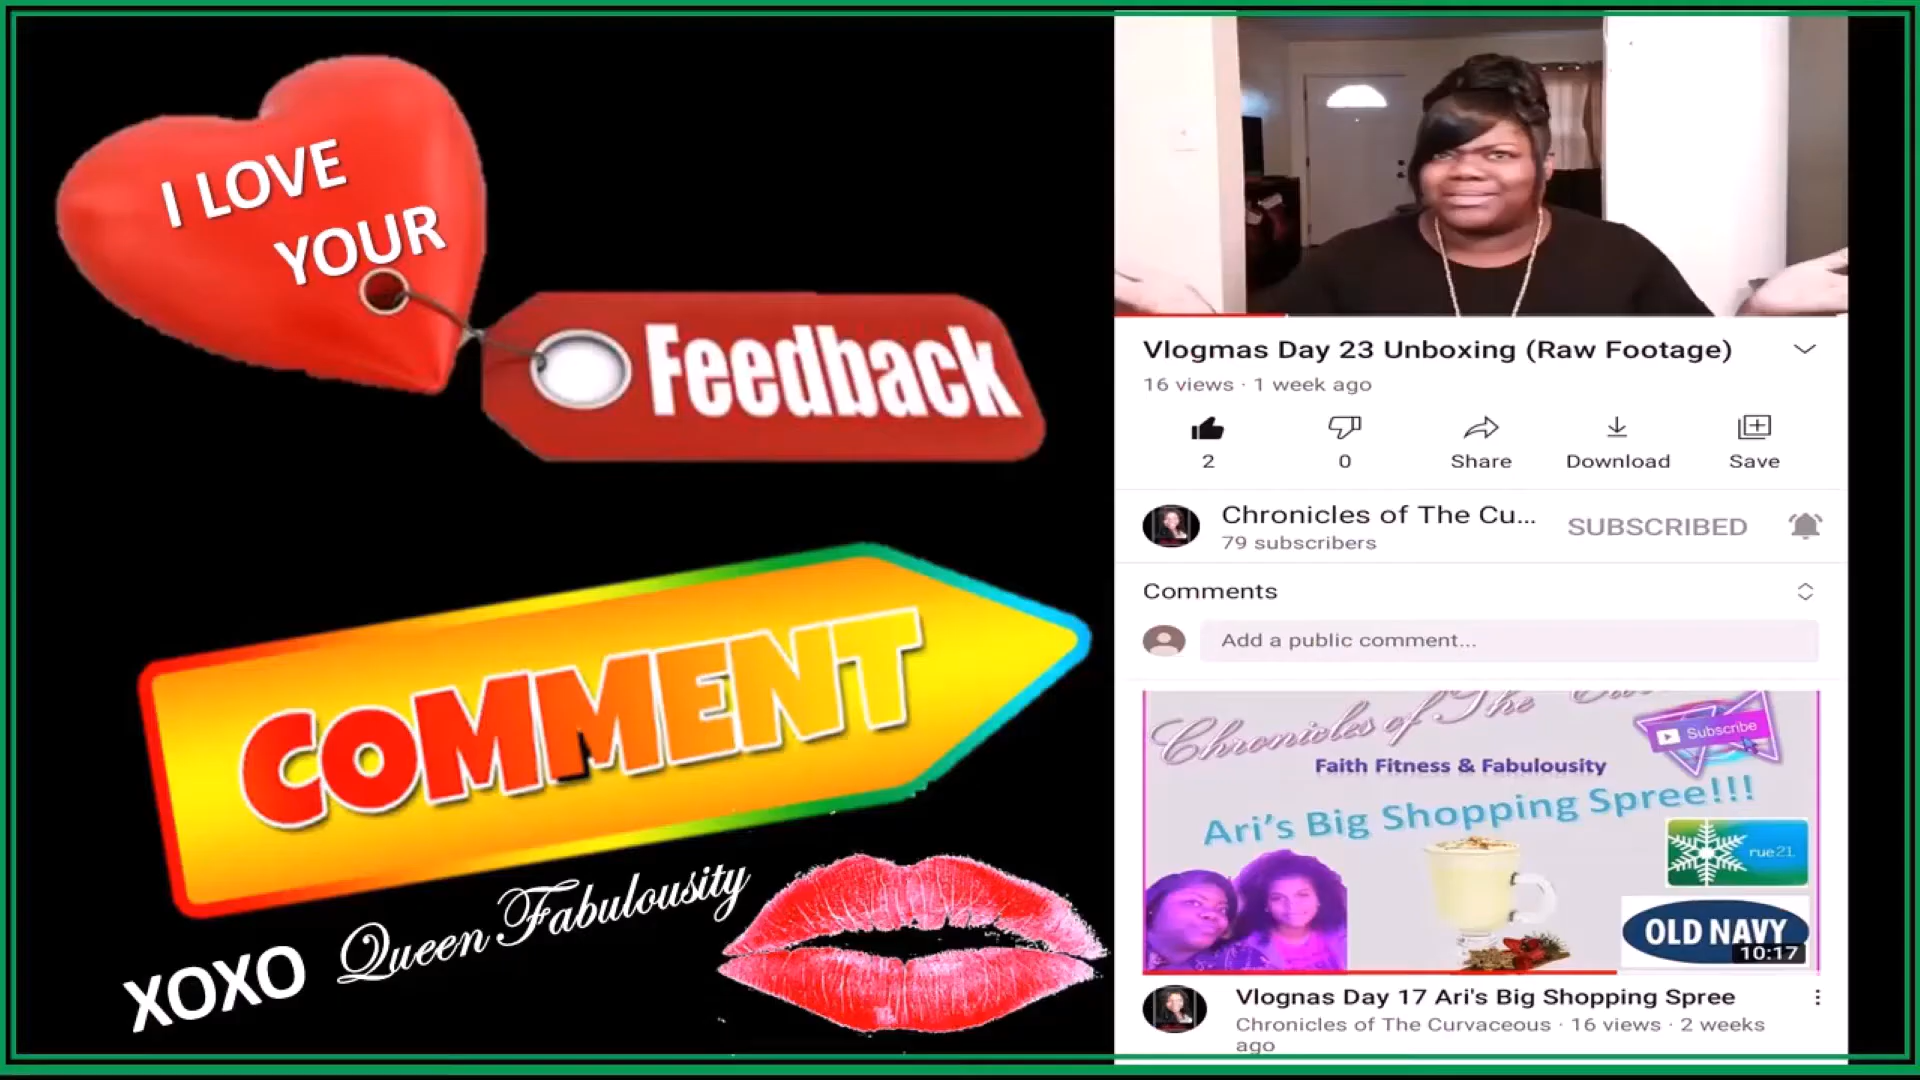 I LOVE
YOUR
Feedback
COMMENT
XOXO Queen Fabulousity
Vlogmas Day 23 Unboxing (Raw Footage)
16 views · 1 week ago
2
0
Share
Download
Save
Chronicles of The Cu...
79 subscribers
SUBSCRIBED
Comments
Add a public comment...
Chronicles of The
Subscribe
Faith Fitness & Fabulousity
Ari's Big Shopping Spree!!!
rue21
OLD NAVY
10:17
Vlognas Day 17 Ari's Big Shopping Spree
Chronicles of The Curvaceous · 16 views · 2 weeks
ago